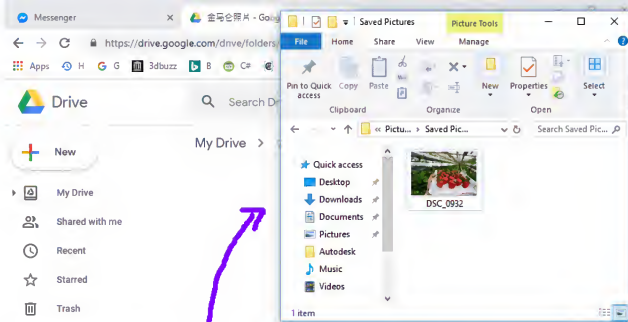 Messenger
金马仑照片 - Goog
Saved Pictures
Picture Tools
File
Home
Share
View
Manage
https://drive.google.com/drive/folders/
Apps
H
G
3dbuzz
B
C#
Pin to Quick access
Copy
Paste
New
Properties
Select
Clipboard
Organize
Open
Drive
Search Dr
« Pictu... › Saved Pic...
Search Saved Pic...
My Drive >
New
Quick access
Desktop
Downloads
Documents
Pictures
Autodesk
Music
Videos
DSC_0932
My Drive
Shared with me
Recent
Starred
Trash
1 item